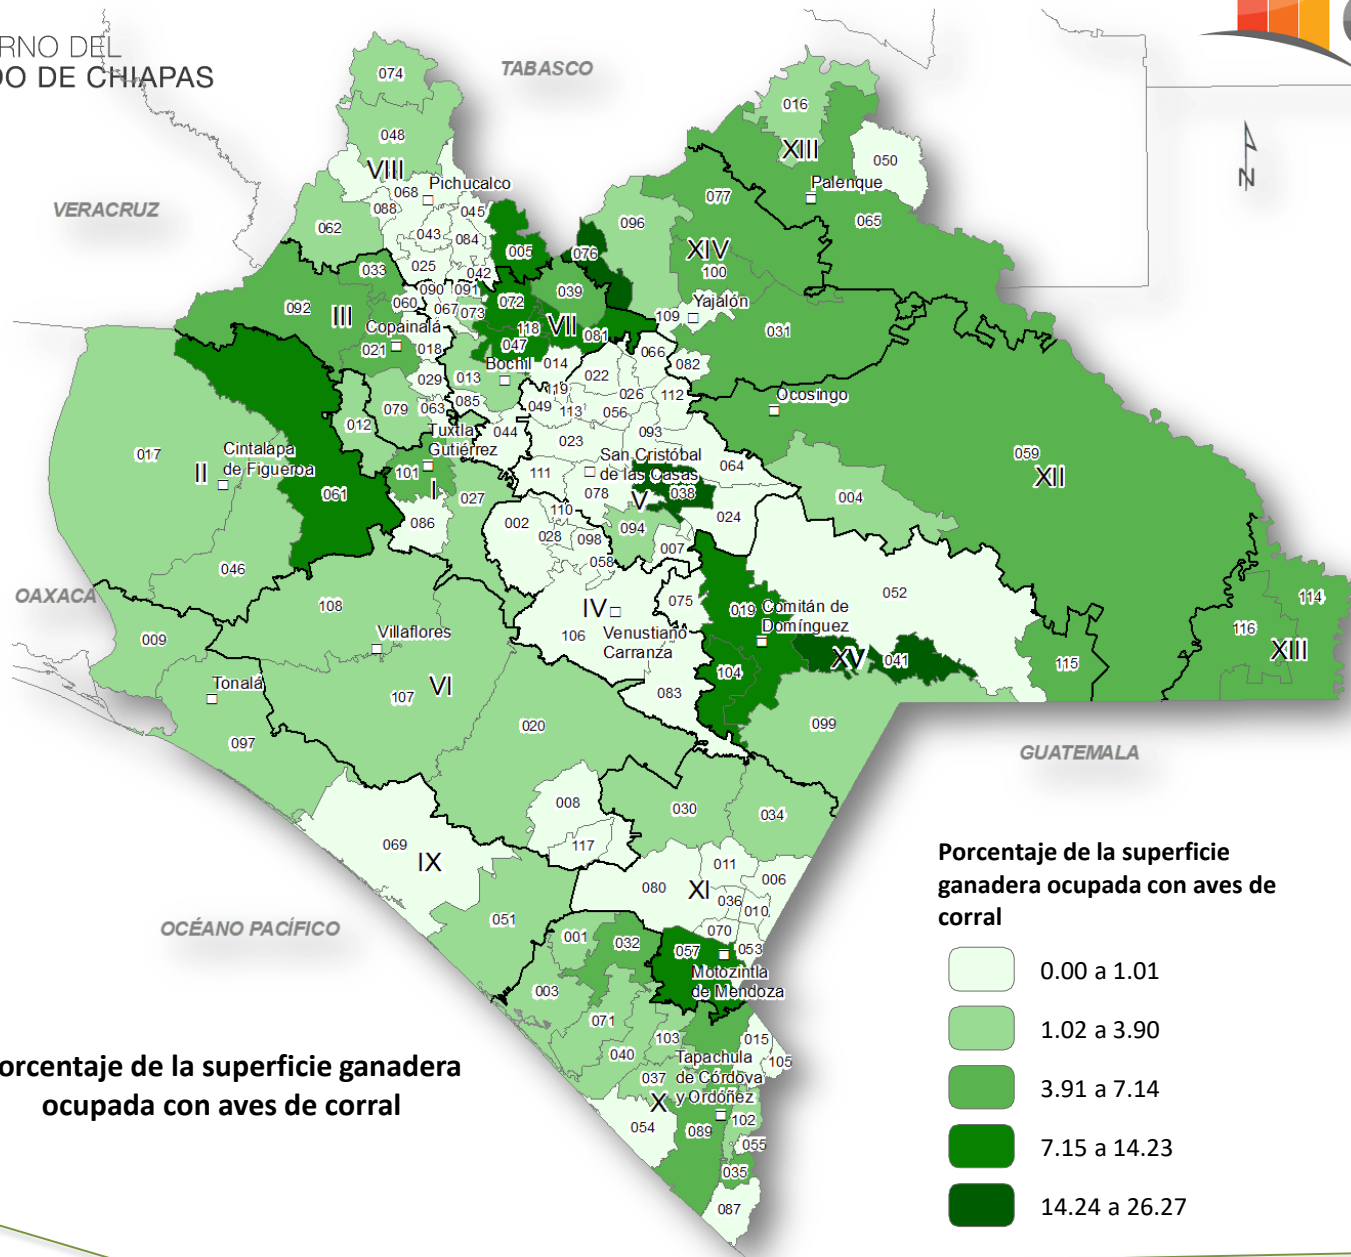 ERNO DEL
DO DE CHIAPAS
TABASCO
VERACRUZ
OAXACA
OCÉANO PACÍFICO
GUATEMALA
N
074
048
VIII
068
Pichucalco
088
045
062
043
084
005
025
042
033
090
091
092
III
060
067
073
072
039
076
096
077
XIV
100
016
XIII
050
Palenque
065
Copainalá
021
018
118
VII
047
081
Bochil
014
109
Yajalón
031
066
082
029
013
022
119
026
112
Ocosingo
012
079
063
085
049
113
056
Tuxtla
Gutiérrez
044
023
093
017
II
Cintalapa
de Figueroa
061
101
I
027
San Cristóbal
de las Casas
064
059
XII
111
078
V
038
004
086
002
110
028
098
094
007
024
058
046
052
108
IV
075
019
Comitán de
Domínguez
114
116
XIII
009
Villaflores
106
Venustiano
Carranza
XV
041
115
104
Tonalá
107
VI
083
097
020
099
008
030
034
069
IX
117
011
080
XI
006
036
010
051
070
001
032
057
053
Motozintla
de Mendoza
003
071
103
015
040
105
Tapachula
de Córdova
y Ordóñez
037
X
054
089
102
055
035
087
Porcentaje de la superficie
ganadera ocupada con aves de
corral
0.00 a 1.01
1.02 a 3.90
3.91 a 7.14
7.15 a 14.23
14.24 a 26.27
orcentaje de la superficie ganadera
ocupada con aves de corral